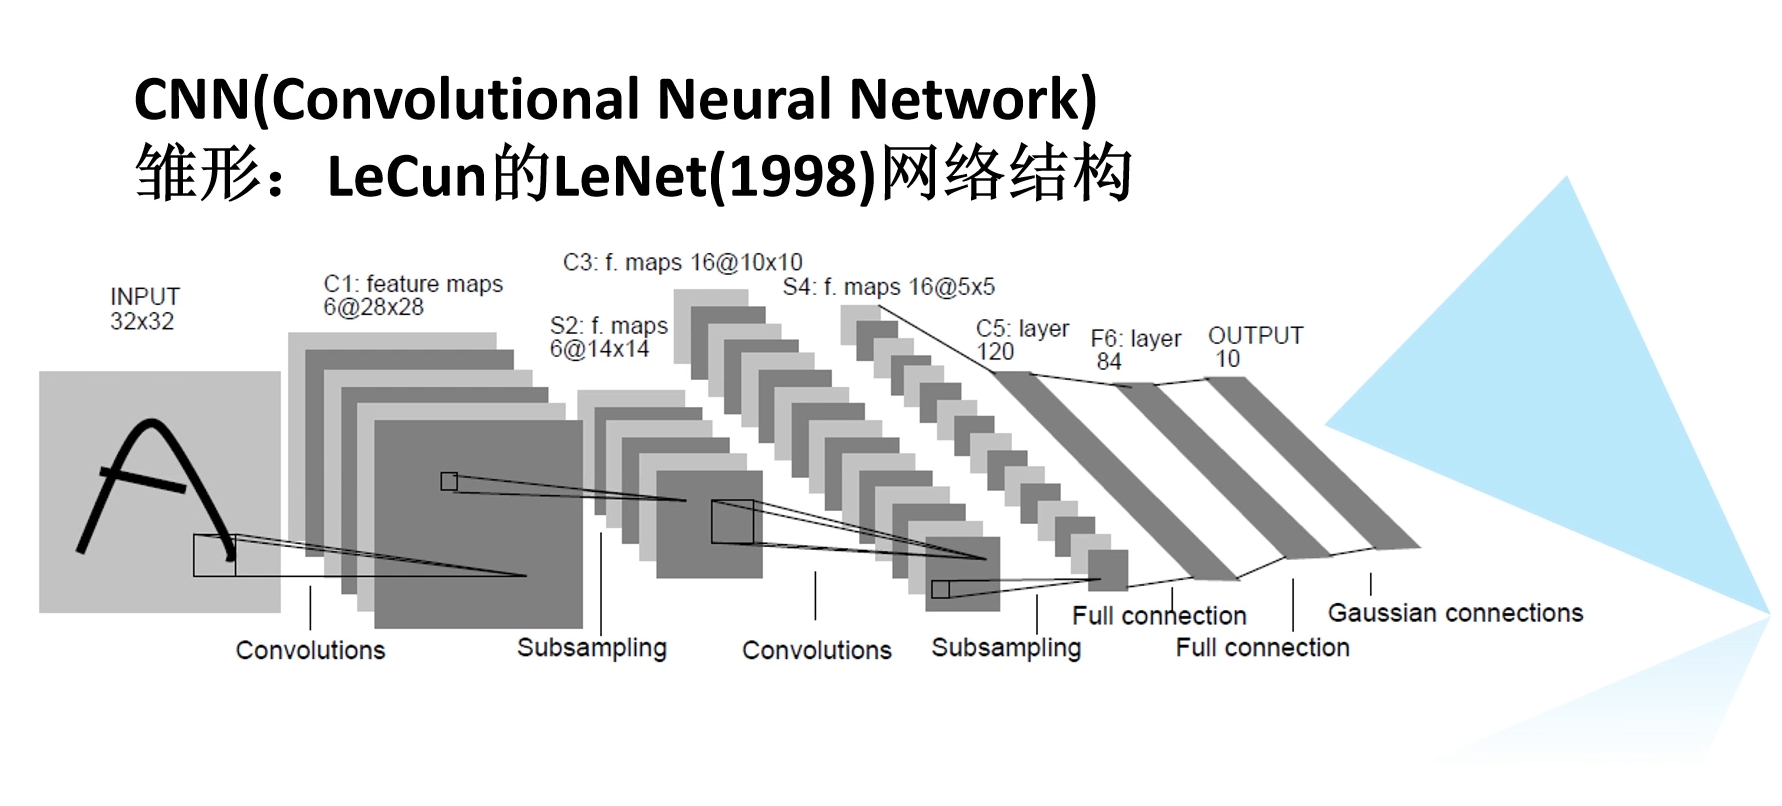 CNN(Convolutional Neural Network)
雏形：LeCun的LeNet(1998)网络结构
INPUT
32x32
C1: feature maps
6@28x28
S2: f. maps
6@14x14
C3: f. maps 16@10x10
S4: f. maps 16@5x5
C5: layer
120
F6: layer
84
OUTPUT
10
Convolutions
Subsampling
Convolutions
Subsampling
Full connection
Full connection
Gaussian connections